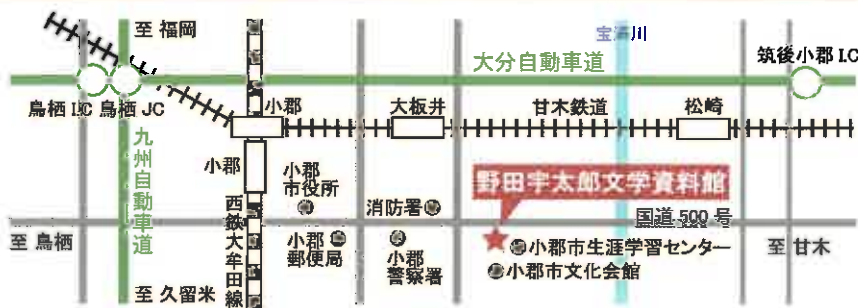 至 福岡
宝満川
大分自動車道
筑後小郡 I.C
鳥栖 I.C
鳥栖 JC
小郡
大板井
甘木鉄道
松崎
九州自動車道
小郡
小郡
市役所
消防署
野田宇太郎文学資料館
国道 500 号
至 鳥栖
西鉄大牟田線
小郡
郵便局
小郡
警察署
小郡市生涯学習センター
小郡市文化会館
至 甘木
至 久留米